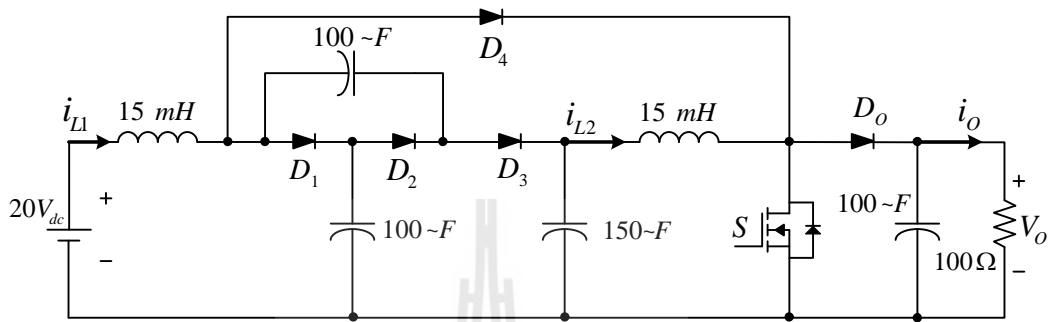 100 ~F
D4
iL1
15 mH
iL2
15 mH
DO
iO
D1
D2
D3
20Vdc
+
−
100 ~F
150 ~F
S
100 ~F
100Ω
+
VO
−